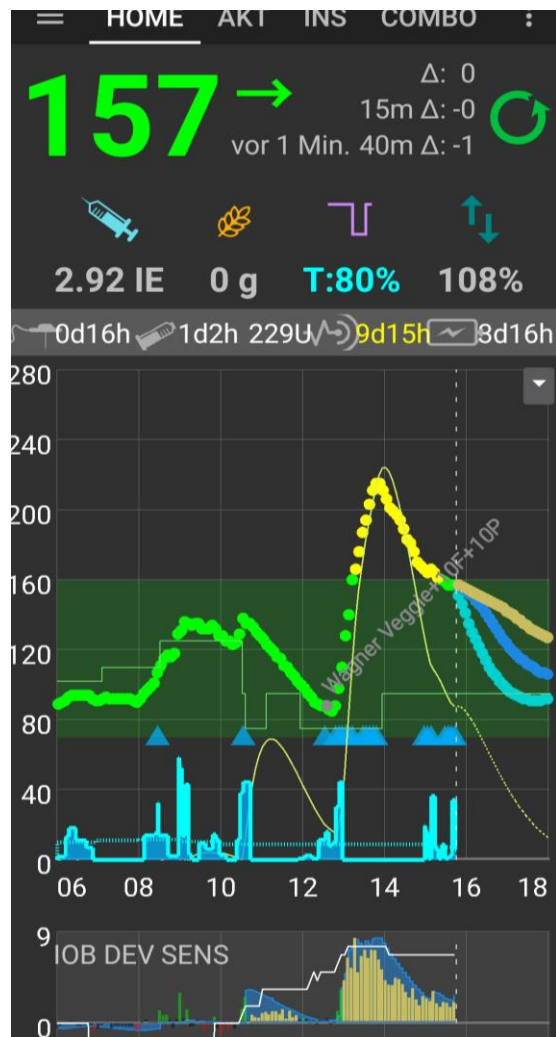 HOME AKT INS COMBO
157
Δ: 0
15m Δ: -0
vor 1 Min. 40m Δ: -1
2.92 IE 0 g T:80% 108%
0d16h 1d2h 229U 9d15h 3d16h
280
240
200
160
120
80
40
0
Wagner Veggie+10F+10P
06 08 10 12 14 16 18
9
IOB DEV SENS
0